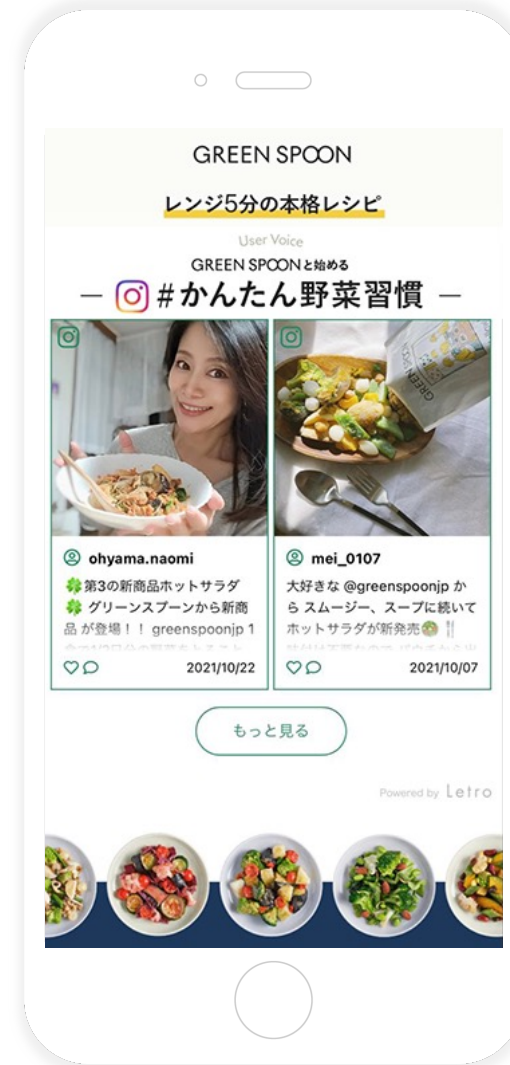 GREEN SPOON
レンジ5分の本格レシピ
User Voice
GREEN SPOONと始める
#かんたん野菜習慣
ohyama.naomi
🍀第3の新商品ホットサラダ
🍀 グリーンスプーンから新商
品 が登場！！ greenspoonjp 1
2021/10/22
mei_0107
大好きな @greenspoonjp か
ら スムージー、スープに続いて
ホットサラダが新発売🥗🍴
2021/10/07
もっと見る
Powered by Letro
GREEN SPOON